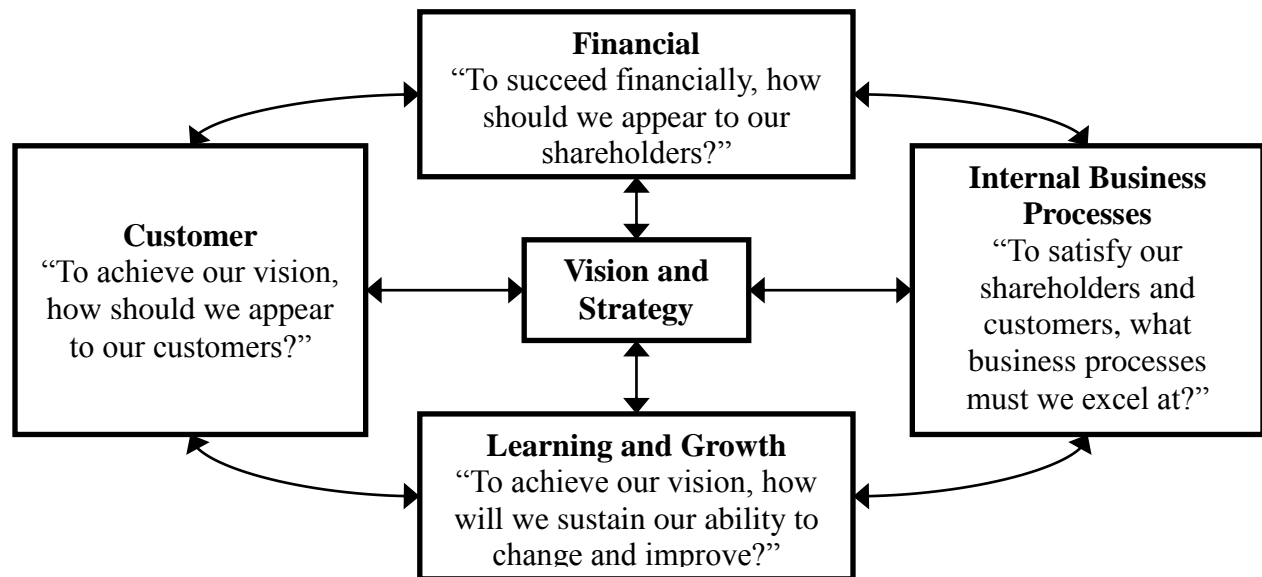 Financial
“To succeed financially, how
should we appear to our
shareholders?”
Customer
“To achieve our vision,
how should we appear
to our customers?”
Vision and
Strategy
Internal Business
Processes
“To satisfy our
shareholders and
customers, what
business processes
must we excel at?”
Learning and Growth
“To achieve our vision, how
will we sustain our ability to
change and improve?”